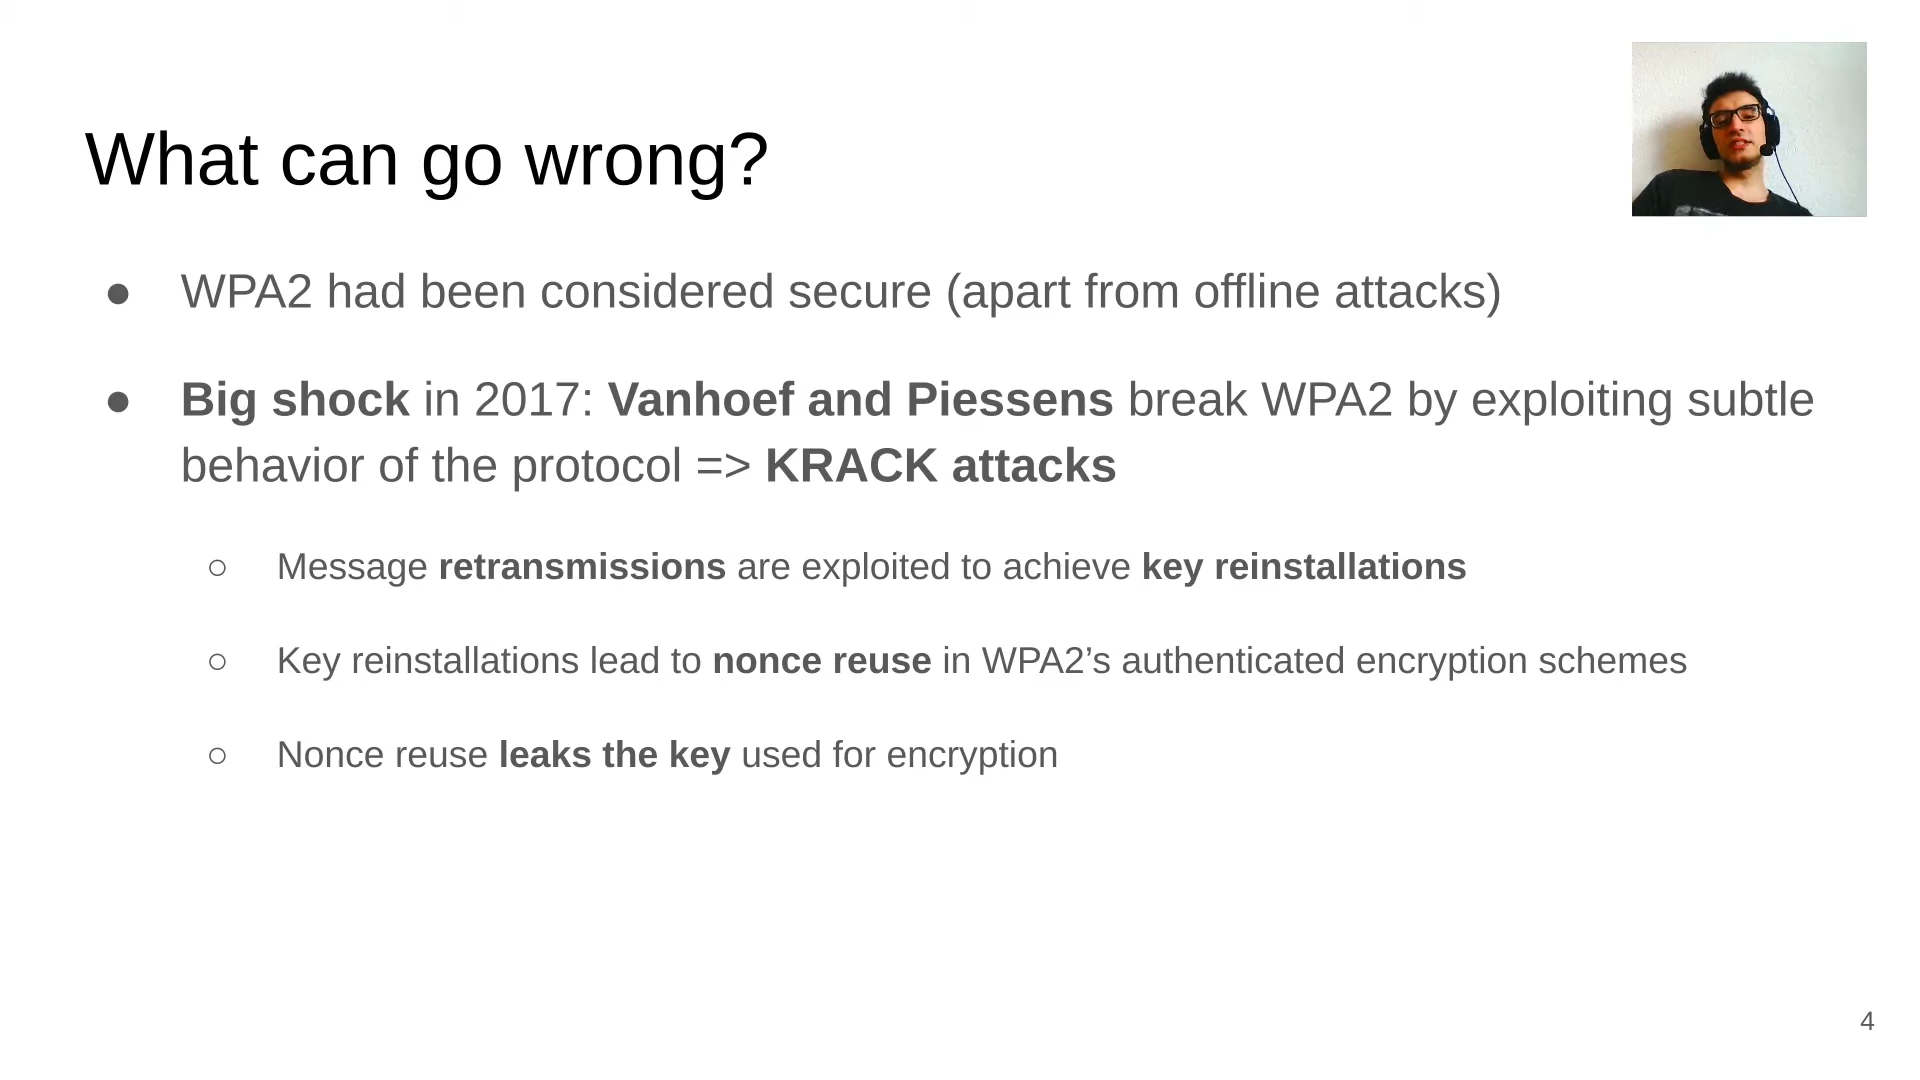 What can go wrong?
● WPA2 had been considered secure (apart from offline attacks)
● Big shock in 2017: Vanhoef and Piessens break WPA2 by exploiting subtle
behavior of the protocol => KRACK attacks
○ Message retransmissions are exploited to achieve key reinstallations
○ Key reinstallations lead to nonce reuse in WPA2’s authenticated encryption schemes
○ Nonce reuse leaks the key used for encryption
4